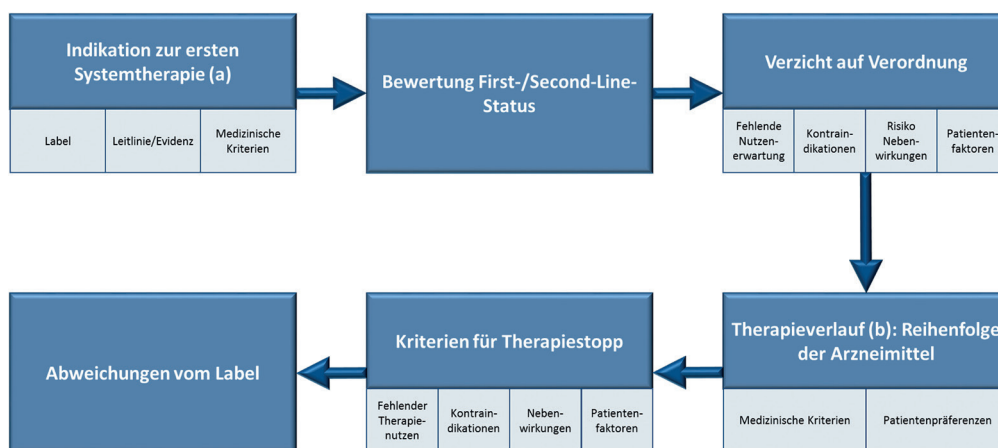 Indikation zur ersten
Systemtherapie (a)
Label
Leitlinie/Evidenz
Medizinische
Kriterien
Bewertung First-/Second-Line-
Status
Verzicht auf Verordnung
Fehlende
Nutzen-
erwartung
Kontrain-
dikationen
Risiko
Neben-
wirkungen
Patienten-
faktoren
Therapieverlauf (b): Reihenfolge
der Arzneimittel
Medizinische Kriterien
Patientenpräferenzen
Kriterien für Therapiestopp
Fehlender
Therapie-
nutzen
Kontrain-
dikationen
Neben-
wirkungen
Patienten-
faktoren
Abweichungen vom Label